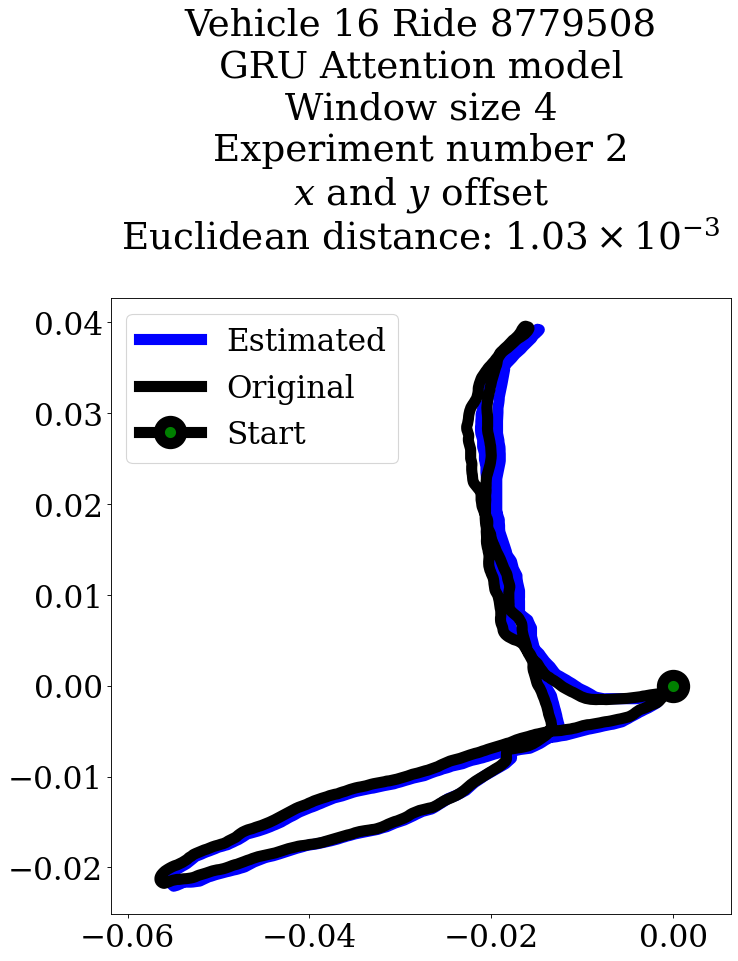 Vehicle 16 Ride 8779508
GRU Attention model
Window size 4
Experiment number 2
x and y offset
Euclidean distance: 1.03 × 10⁻³
Estimated
Original
Start
0.04
0.03
0.02
0.01
0.00
−0.01
−0.02
−0.06 −0.04 −0.02 0.00